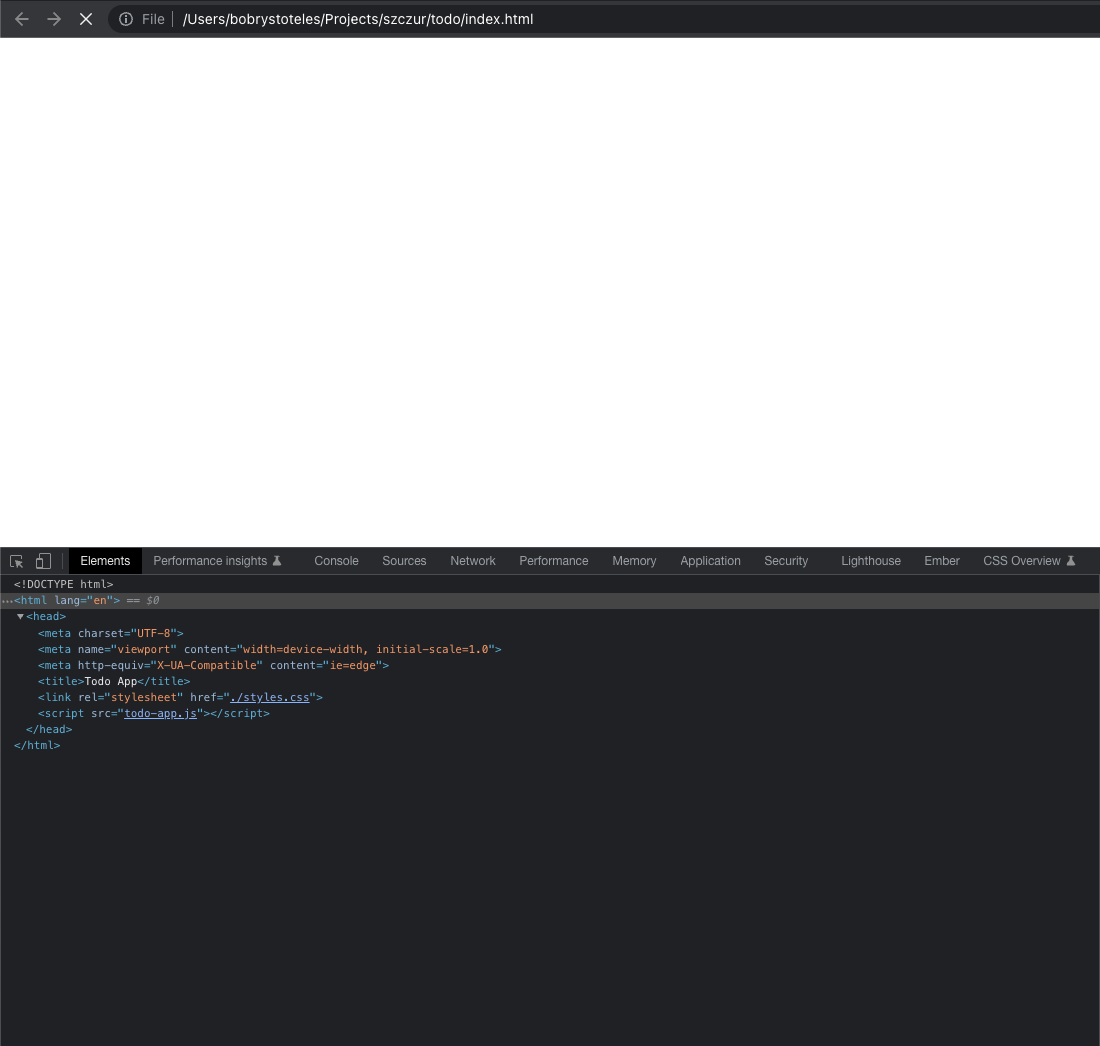 File /Users/bobrystoteles/Projects/szczur/todo/index.html
Elements Performance insights Console Sources Network Performance Memory Application Security Lighthouse Ember CSS Overview
<!DOCTYPE html>
…<html lang="en"> == $0
<head>
<meta charset="UTF-8">
<meta name="viewport" content="width=device-width, initial-scale=1.0">
<meta http-equiv="X-UA-Compatible" content="ie=edge">
<title>Todo App</title>
<link rel="stylesheet" href="./styles.css">
<script src="todo-app.js"></script>
</head>
</html>